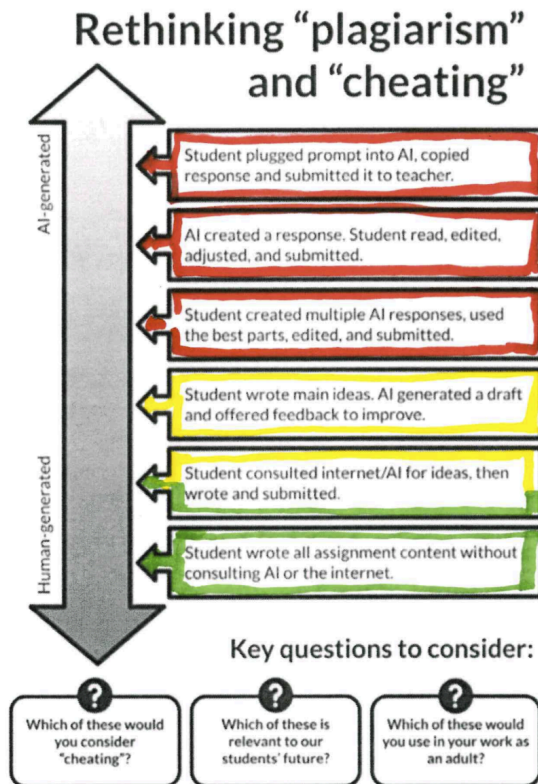 Rethinking “plagiarism”
and “cheating”
AI-generated
Student plugged prompt into AI, copied
response and submitted it to teacher.
AI created a response. Student read, edited,
adjusted, and submitted.
Student created multiple AI responses, used
the best parts, edited, and submitted.
Student wrote main ideas. AI generated a draft
and offered feedback to improve.
Student consulted internet/AI for ideas, then
wrote and submitted.
Human-generated
Student wrote all assignment content without
consulting AI or the internet.
Key questions to consider:
?
Which of these would
you consider
“cheating”?
?
Which of these is
relevant to our
students’ future?
?
Which of these would
you use in your work as
an adult?